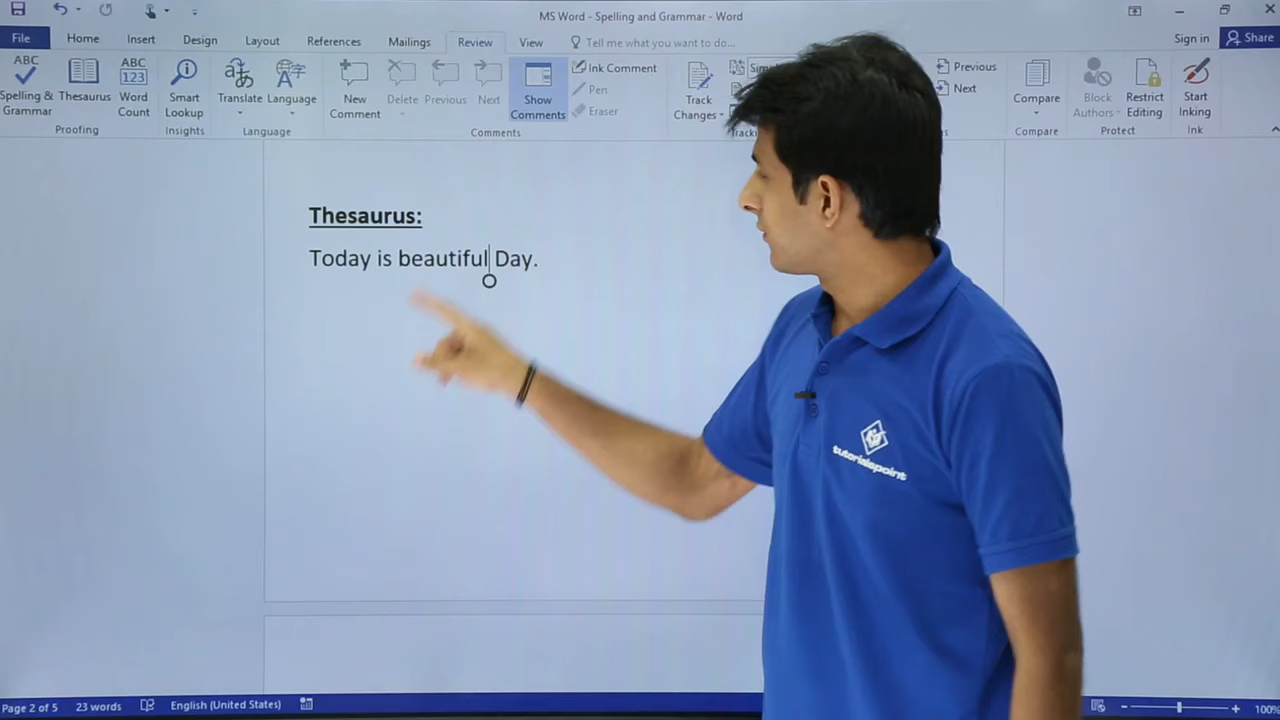 MS Word - Spelling and Grammar - Word
File Home Insert Design Layout References Mailings Review View Tell me what you want to do... Sign in Share
ABC
Spelling & Grammar
Thesaurus
ABC
123
Word Count
Proofing
Smart Lookup
Insights
Translate
Language
Language
New Comment
Delete
Previous
Next
Show Comments
Ink Comment
Pen
Eraser
Comments
Track Changes
Previous
Next
Compare
Compare
Block Authors
Restrict Editing
Protect
Start Inking
Ink
Thesaurus:
Today is beautiful Day.
tutorialspoint
Page 2 of 5 23 words English (United States) 100%